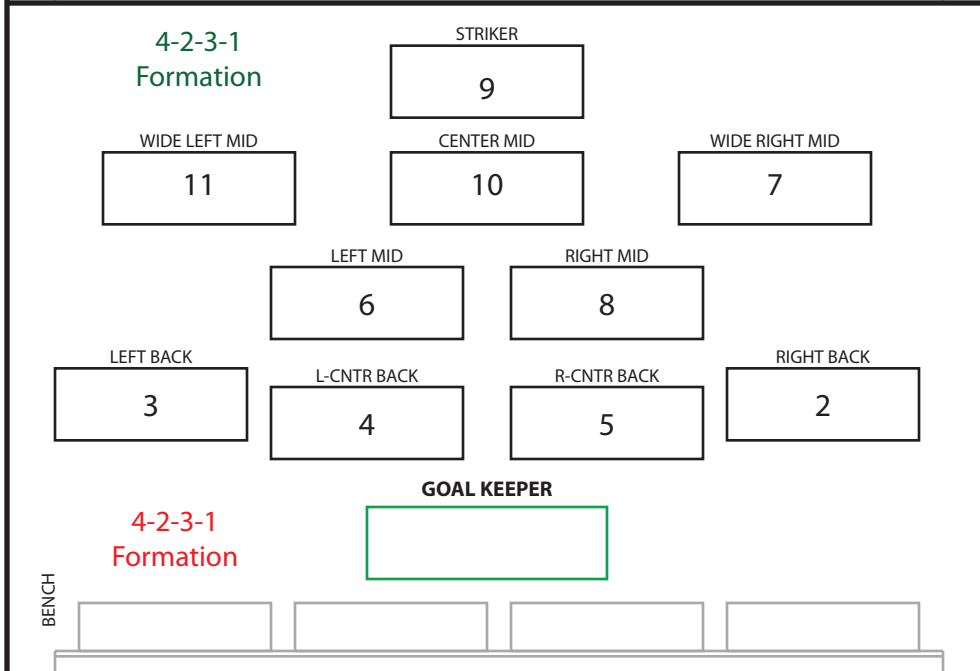 4-2-3-1
Formation
STRIKER
9
WIDE LEFT MID
CENTER MID
WIDE RIGHT MID
11
10
7
LEFT MID
RIGHT MID
6
8
LEFT BACK
L-CNTR BACK
R-CNTR BACK
RIGHT BACK
3
4
5
2
GOAL KEEPER
4-2-3-1
Formation
BENCH